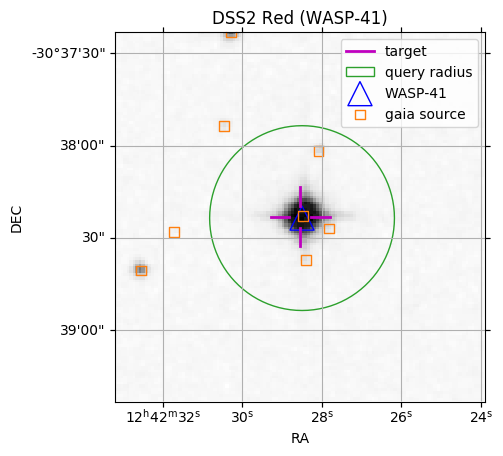 DSS2 Red (WASP-41)
target
query radius
WASP-41
gaia source
-30°37'30"
38'00"
30"
39'00"
DEC
12h42m32s 30s 28s 26s 24s
RA